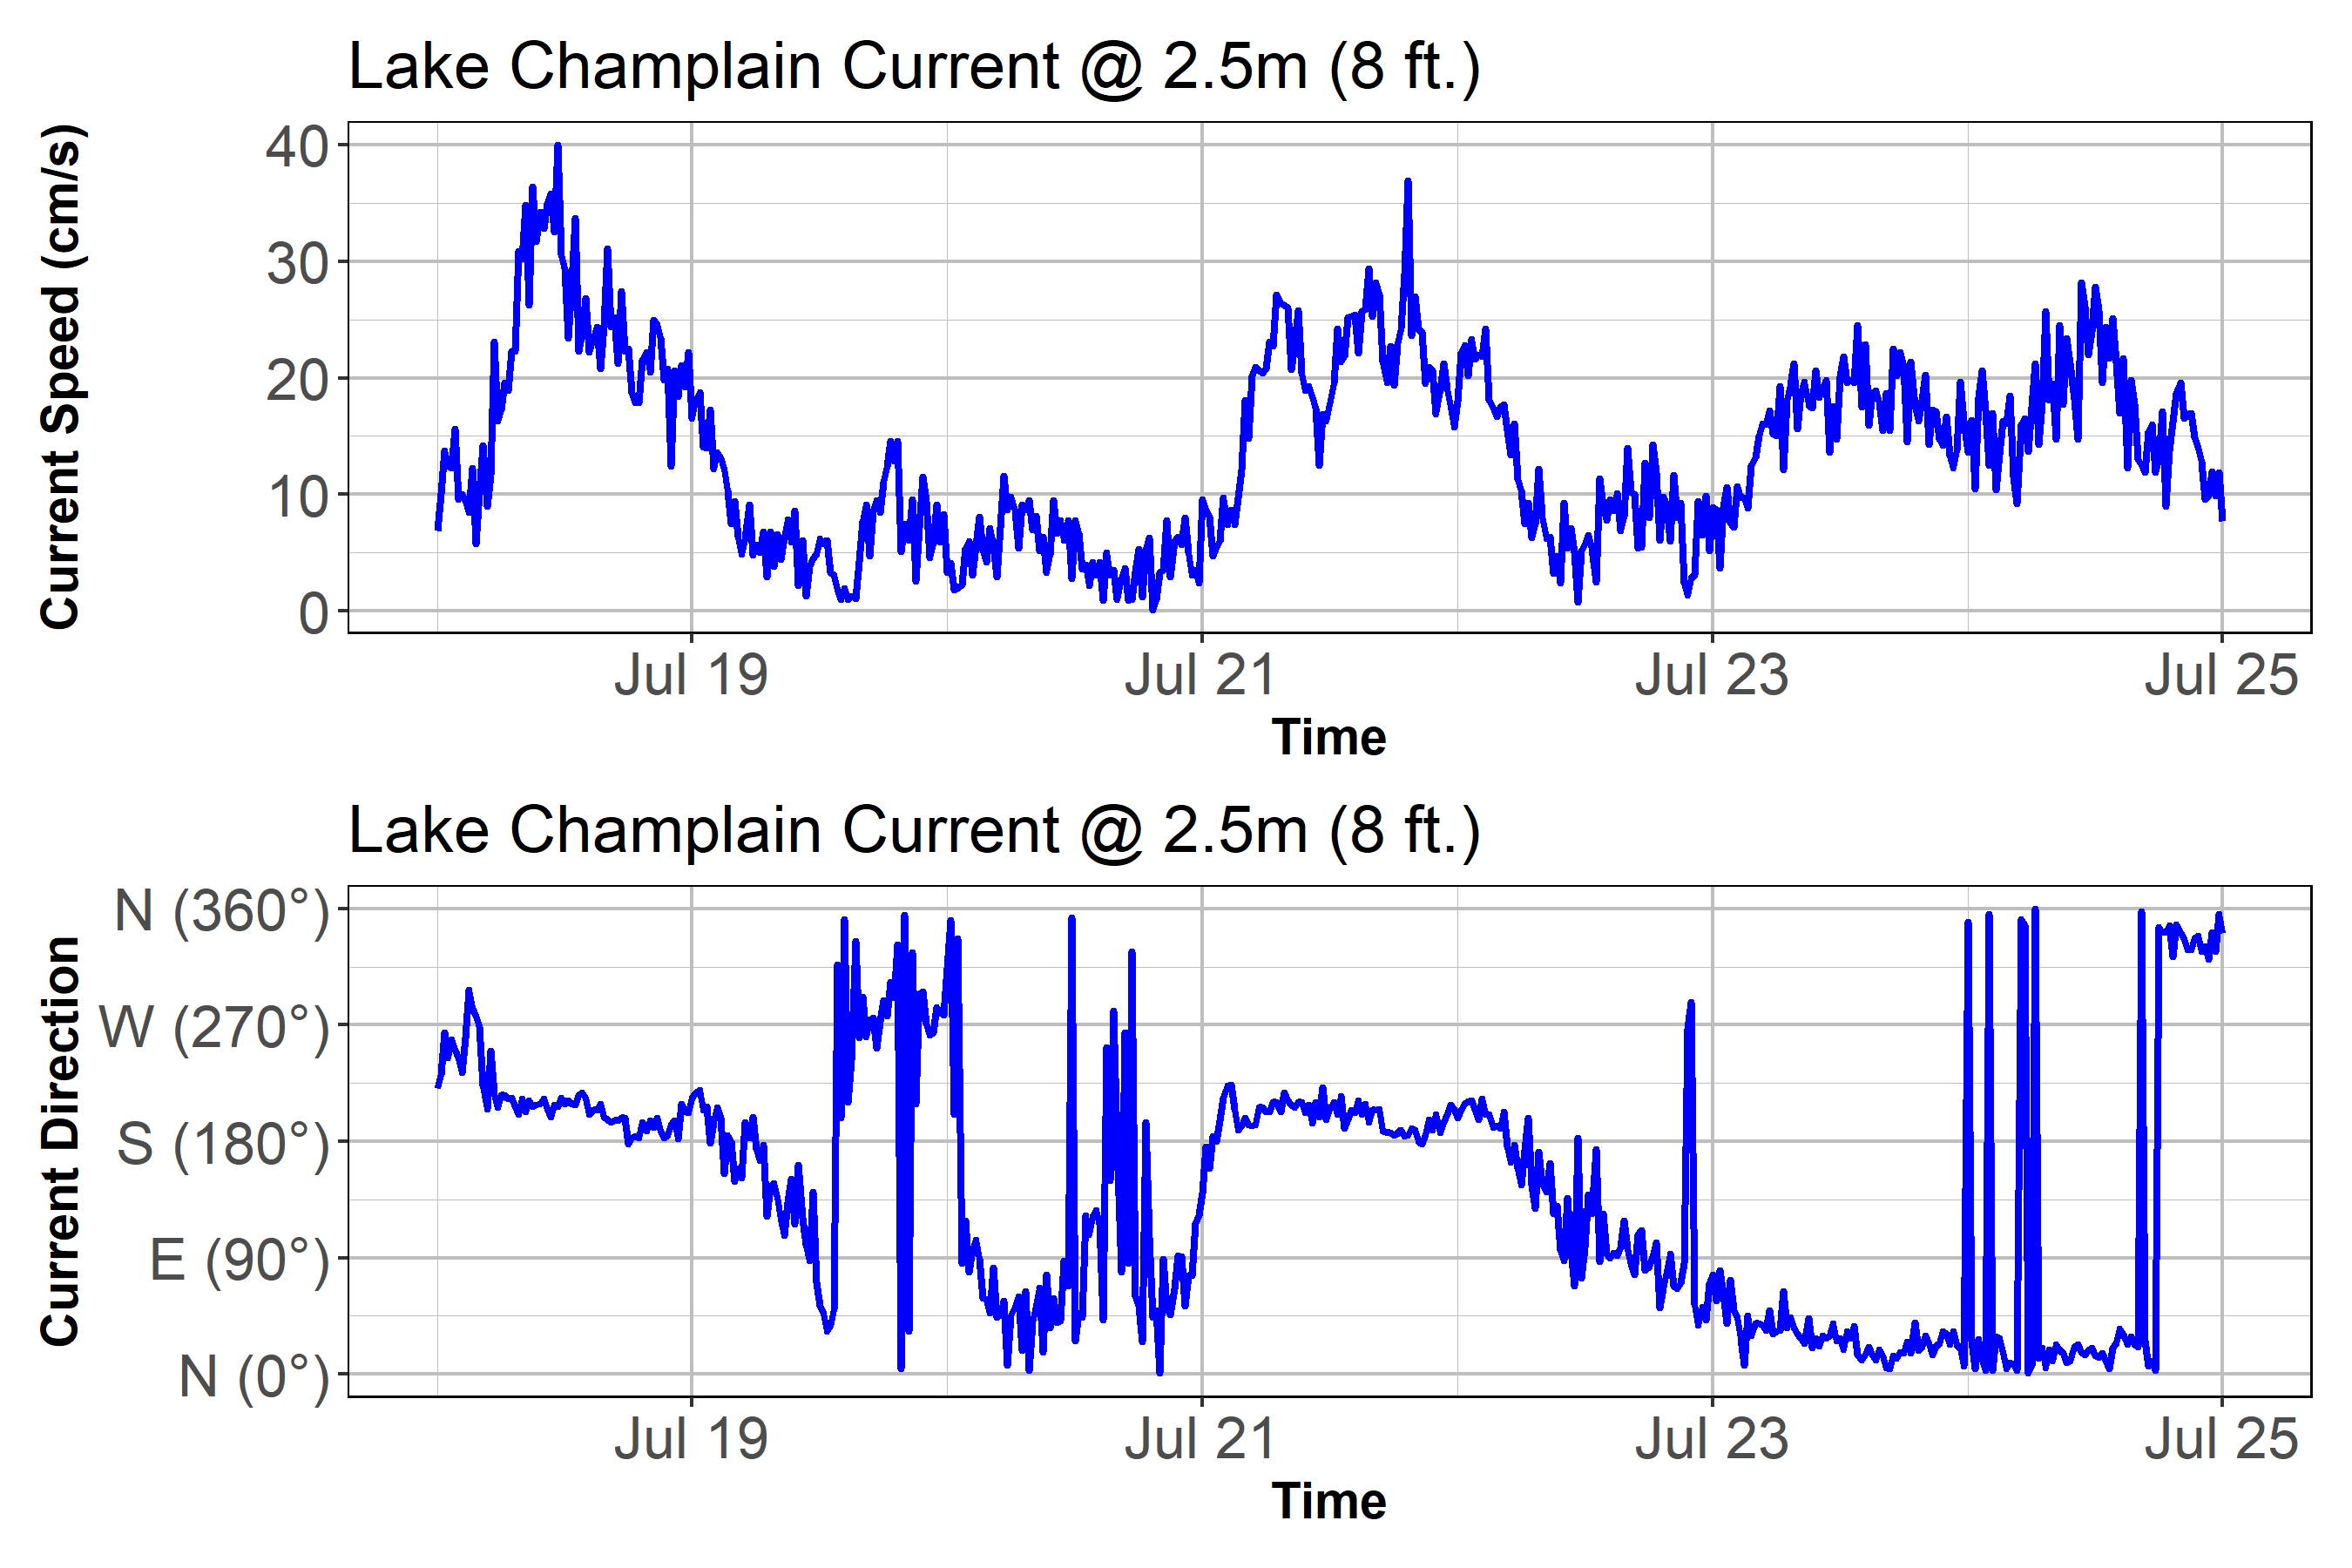 Lake Champlain Current @ 2.5m (8 ft.)
Current Speed (cm/s)
40
30
20
10
0
Jul 19 Jul 21 Jul 23 Jul 25
Time
Lake Champlain Current @ 2.5m (8 ft.)
Current Direction
N (360°)
W (270°)
S (180°)
E (90°)
N (0°)
Jul 19 Jul 21 Jul 23 Jul 25
Time